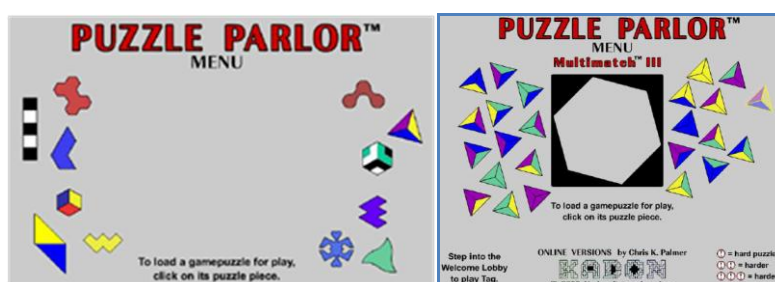 PUZZLE PARLOR™
MENU
To load a gamepuzzle for play,
click on its puzzle piece.
PUZZLE PARLOR™
MENU
Multimatch™ III
To load a gamepuzzle for play,
click on its puzzle piece.
Step into the
Welcome Lobby
to play Tag.
ONLINE VERSIONS by Chris K. Palmer
KADON
! = hard puzzle
!! = harder
!!! = harde